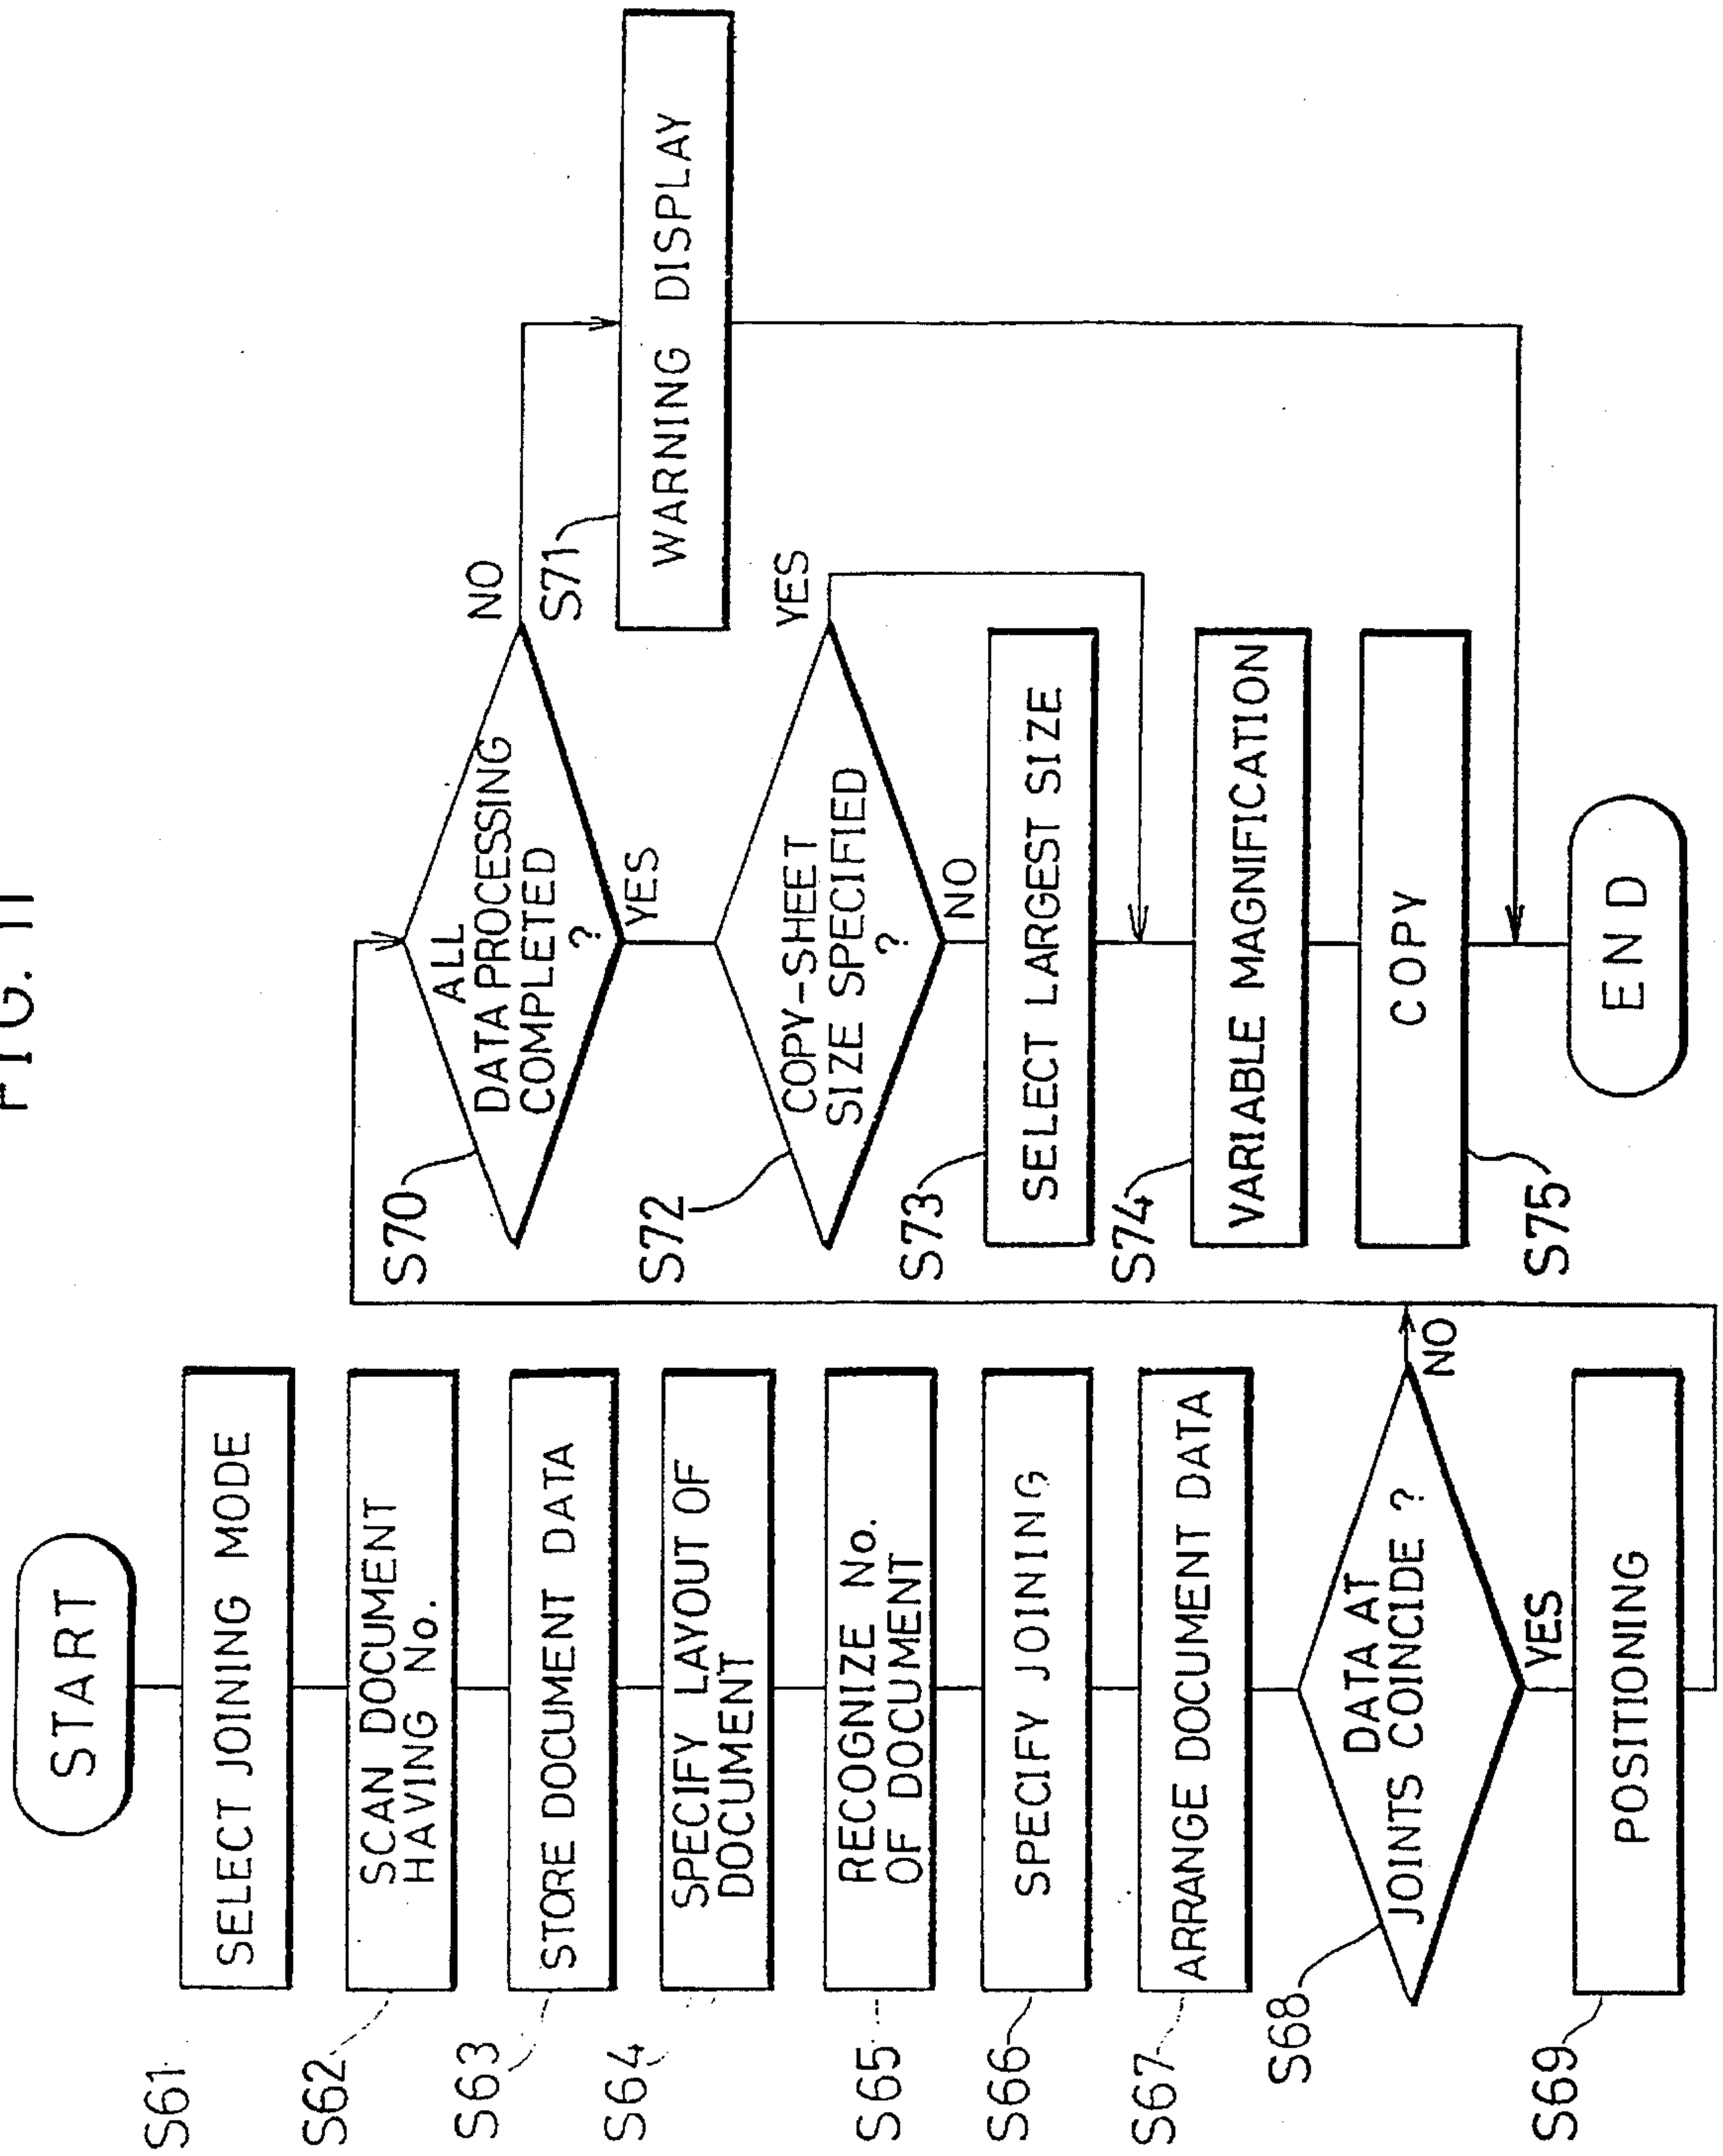 FIG. 11
START
S61
SELECT JOINING MODE
S62
SCAN DOCUMENT
HAVING No.
S63
STORE DOCUMENT DATA
S64
SPECIFY LAYOUT OF
DOCUMENT
S65
RECOGNIZE No.
OF DOCUMENT
S66
SPECIFY JOINING
S67
ARRANGE DOCUMENT DATA
S68
DATA AT
JOINTS COINCIDE ?
NO
YES
S69
POSITIONING
S70
ALL
DATA PROCESSING
COMPLETED
?
NO
YES
S71
WARNING DISPLAY
S72
COPY-SHEET
SIZE SPECIFIED
?
YES
NO
S73
SELECT LARGEST SIZE
S74
VARIABLE MAGNIFICATION
COPY
S75
END